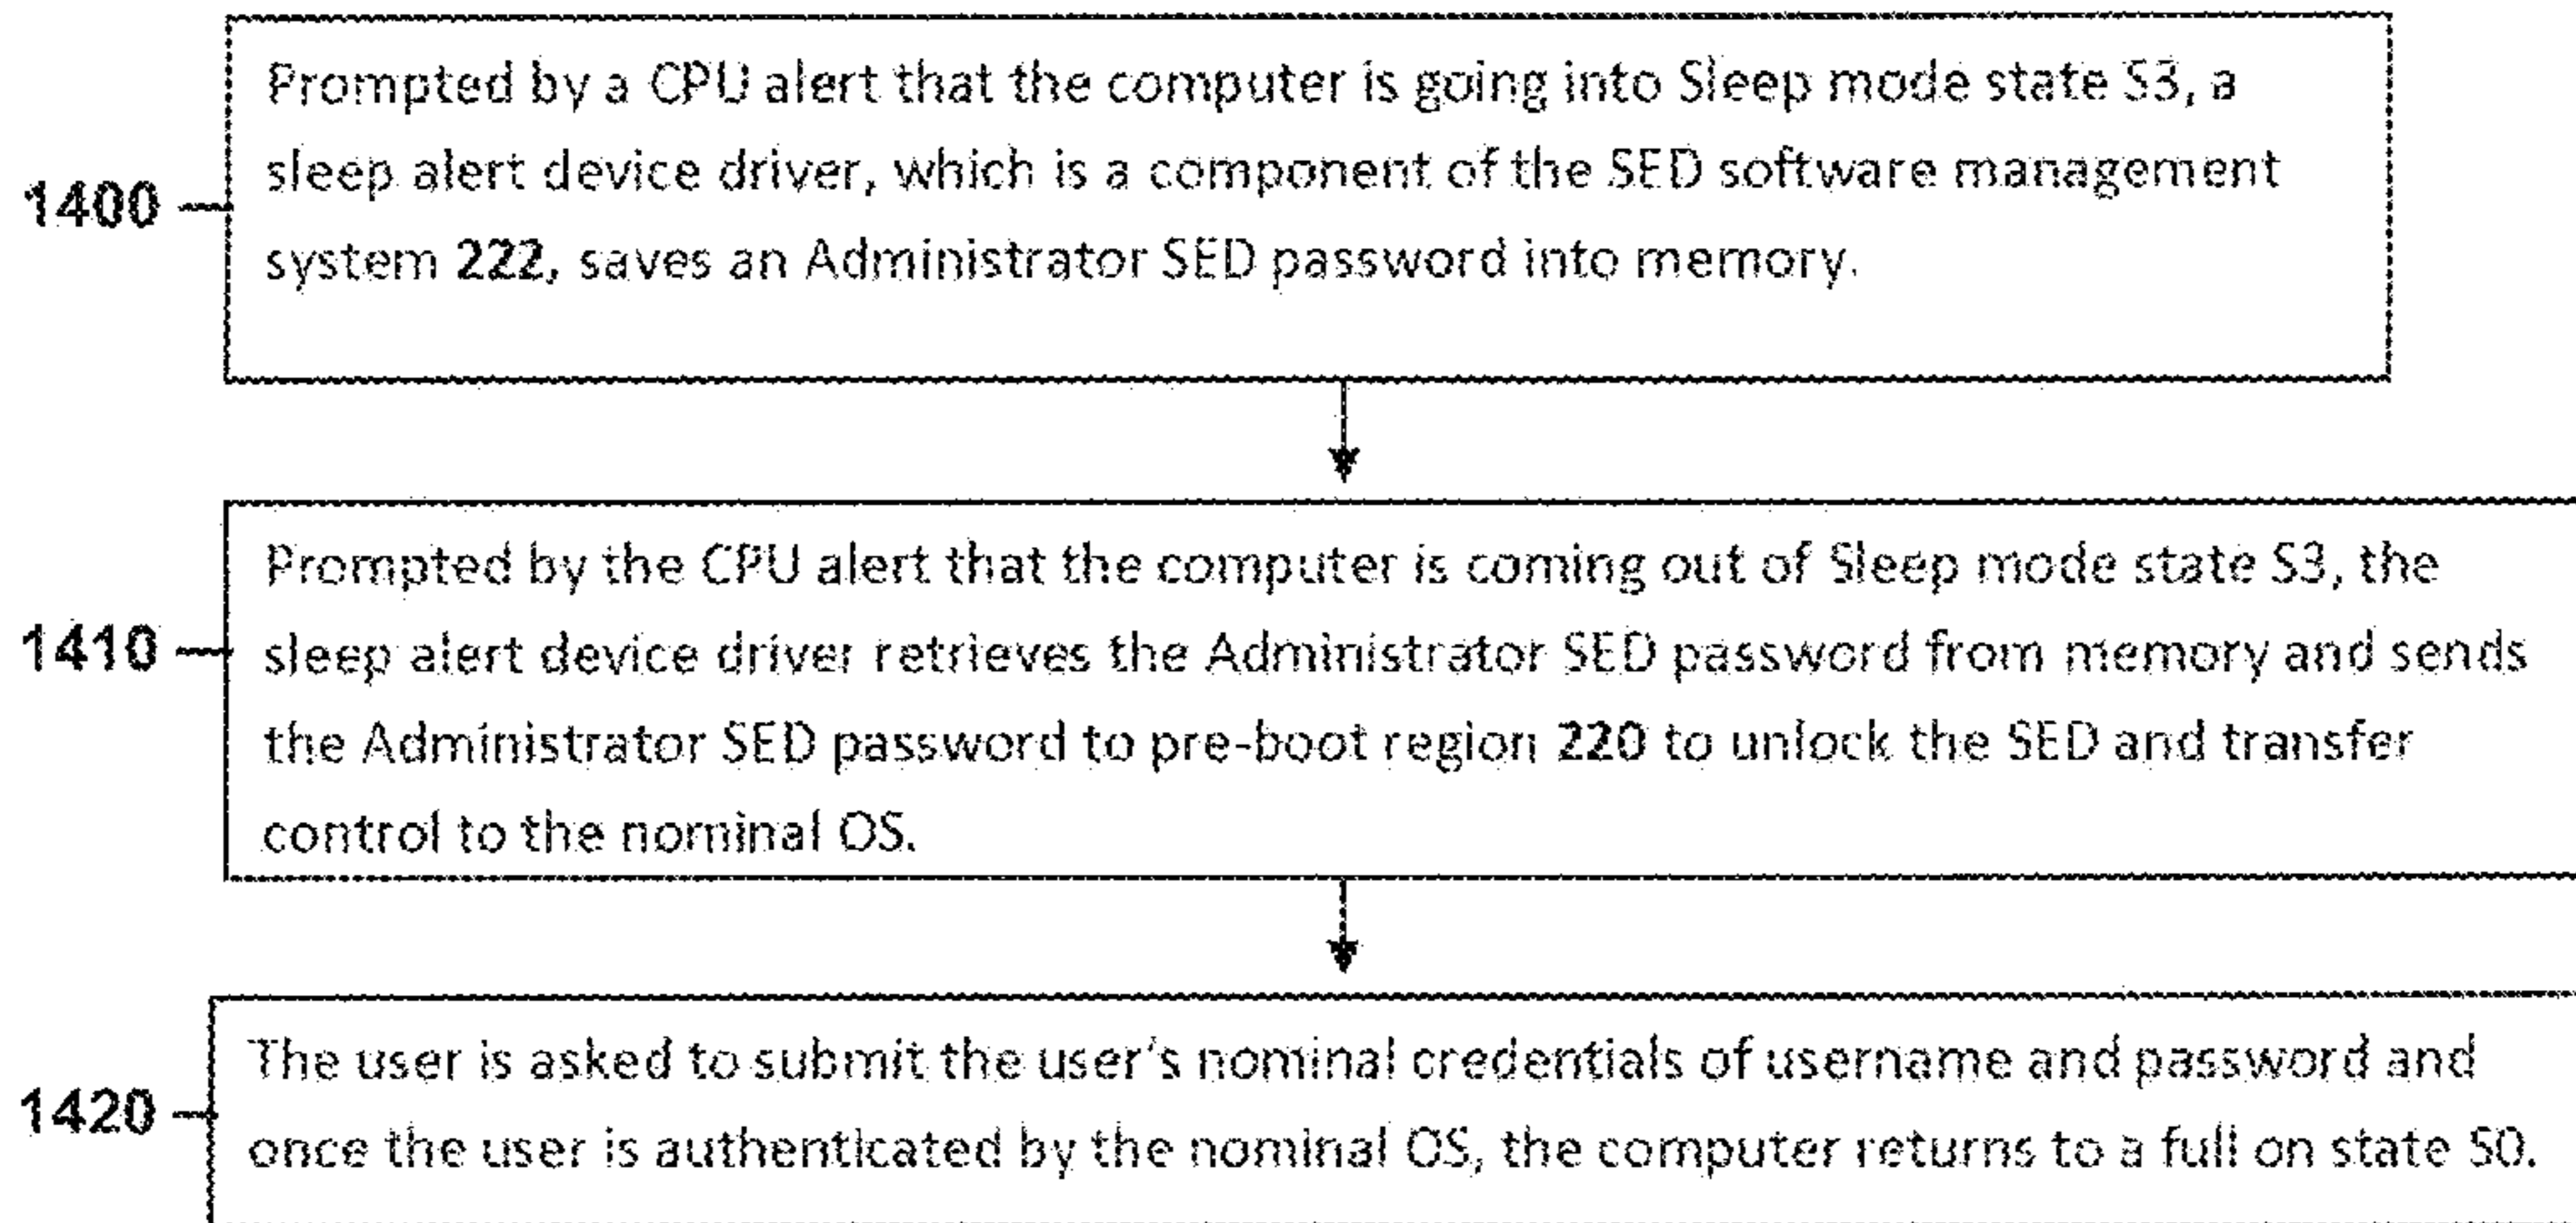 Prompted by a CPU alert that the computer is going into Sleep mode state S3, a
1400
sleep alert device driver, which is a component of the SED software management
system 222, saves an Administrator SED password into memory.
Prompted by the CPU alert that the computer is coming out of Sleep mode state S3, the
1410
sleep alert device driver retrieves the Administrator SED password from memory and sends
the Administrator SED password to pre-boot region 220 to unlock the SED and transfer
control to the nominal OS.
The user is asked to submit the user's nominal credentials of username and password and
1420
once the user is authenticated by the nominal OS, the computer returns to a full on state S0.